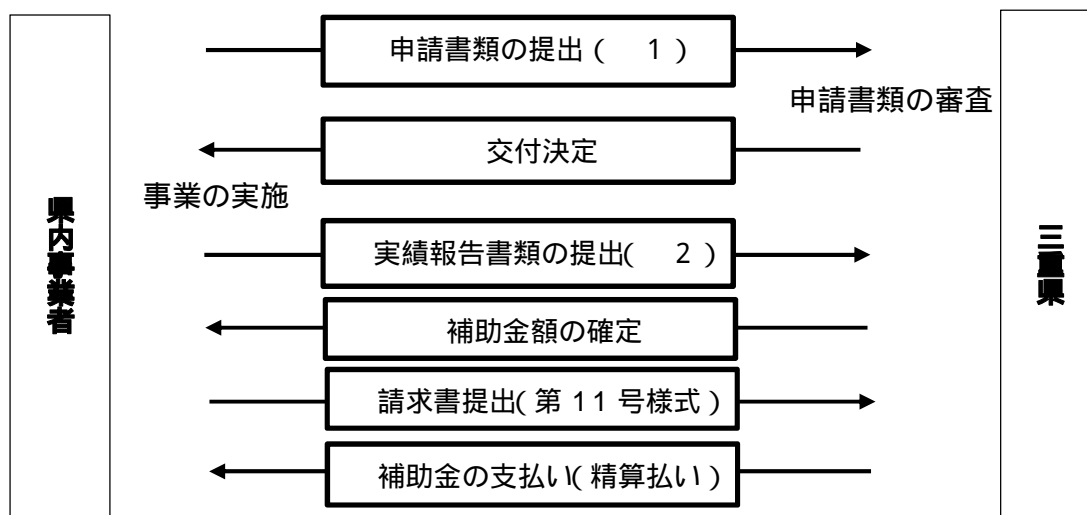 申請書類の提出(　1)
申請書類の審査
交付決定
事業の実施
県内事業者
実績報告書類の提出(　2)
三重県
補助金額の確定
請求書提出(第11号様式)
補助金の支払い(精算払い)